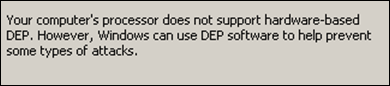 Your computer's processor does not support hardware-based
DEP. However, Windows can use DEP software to help prevent
some types of attacks.